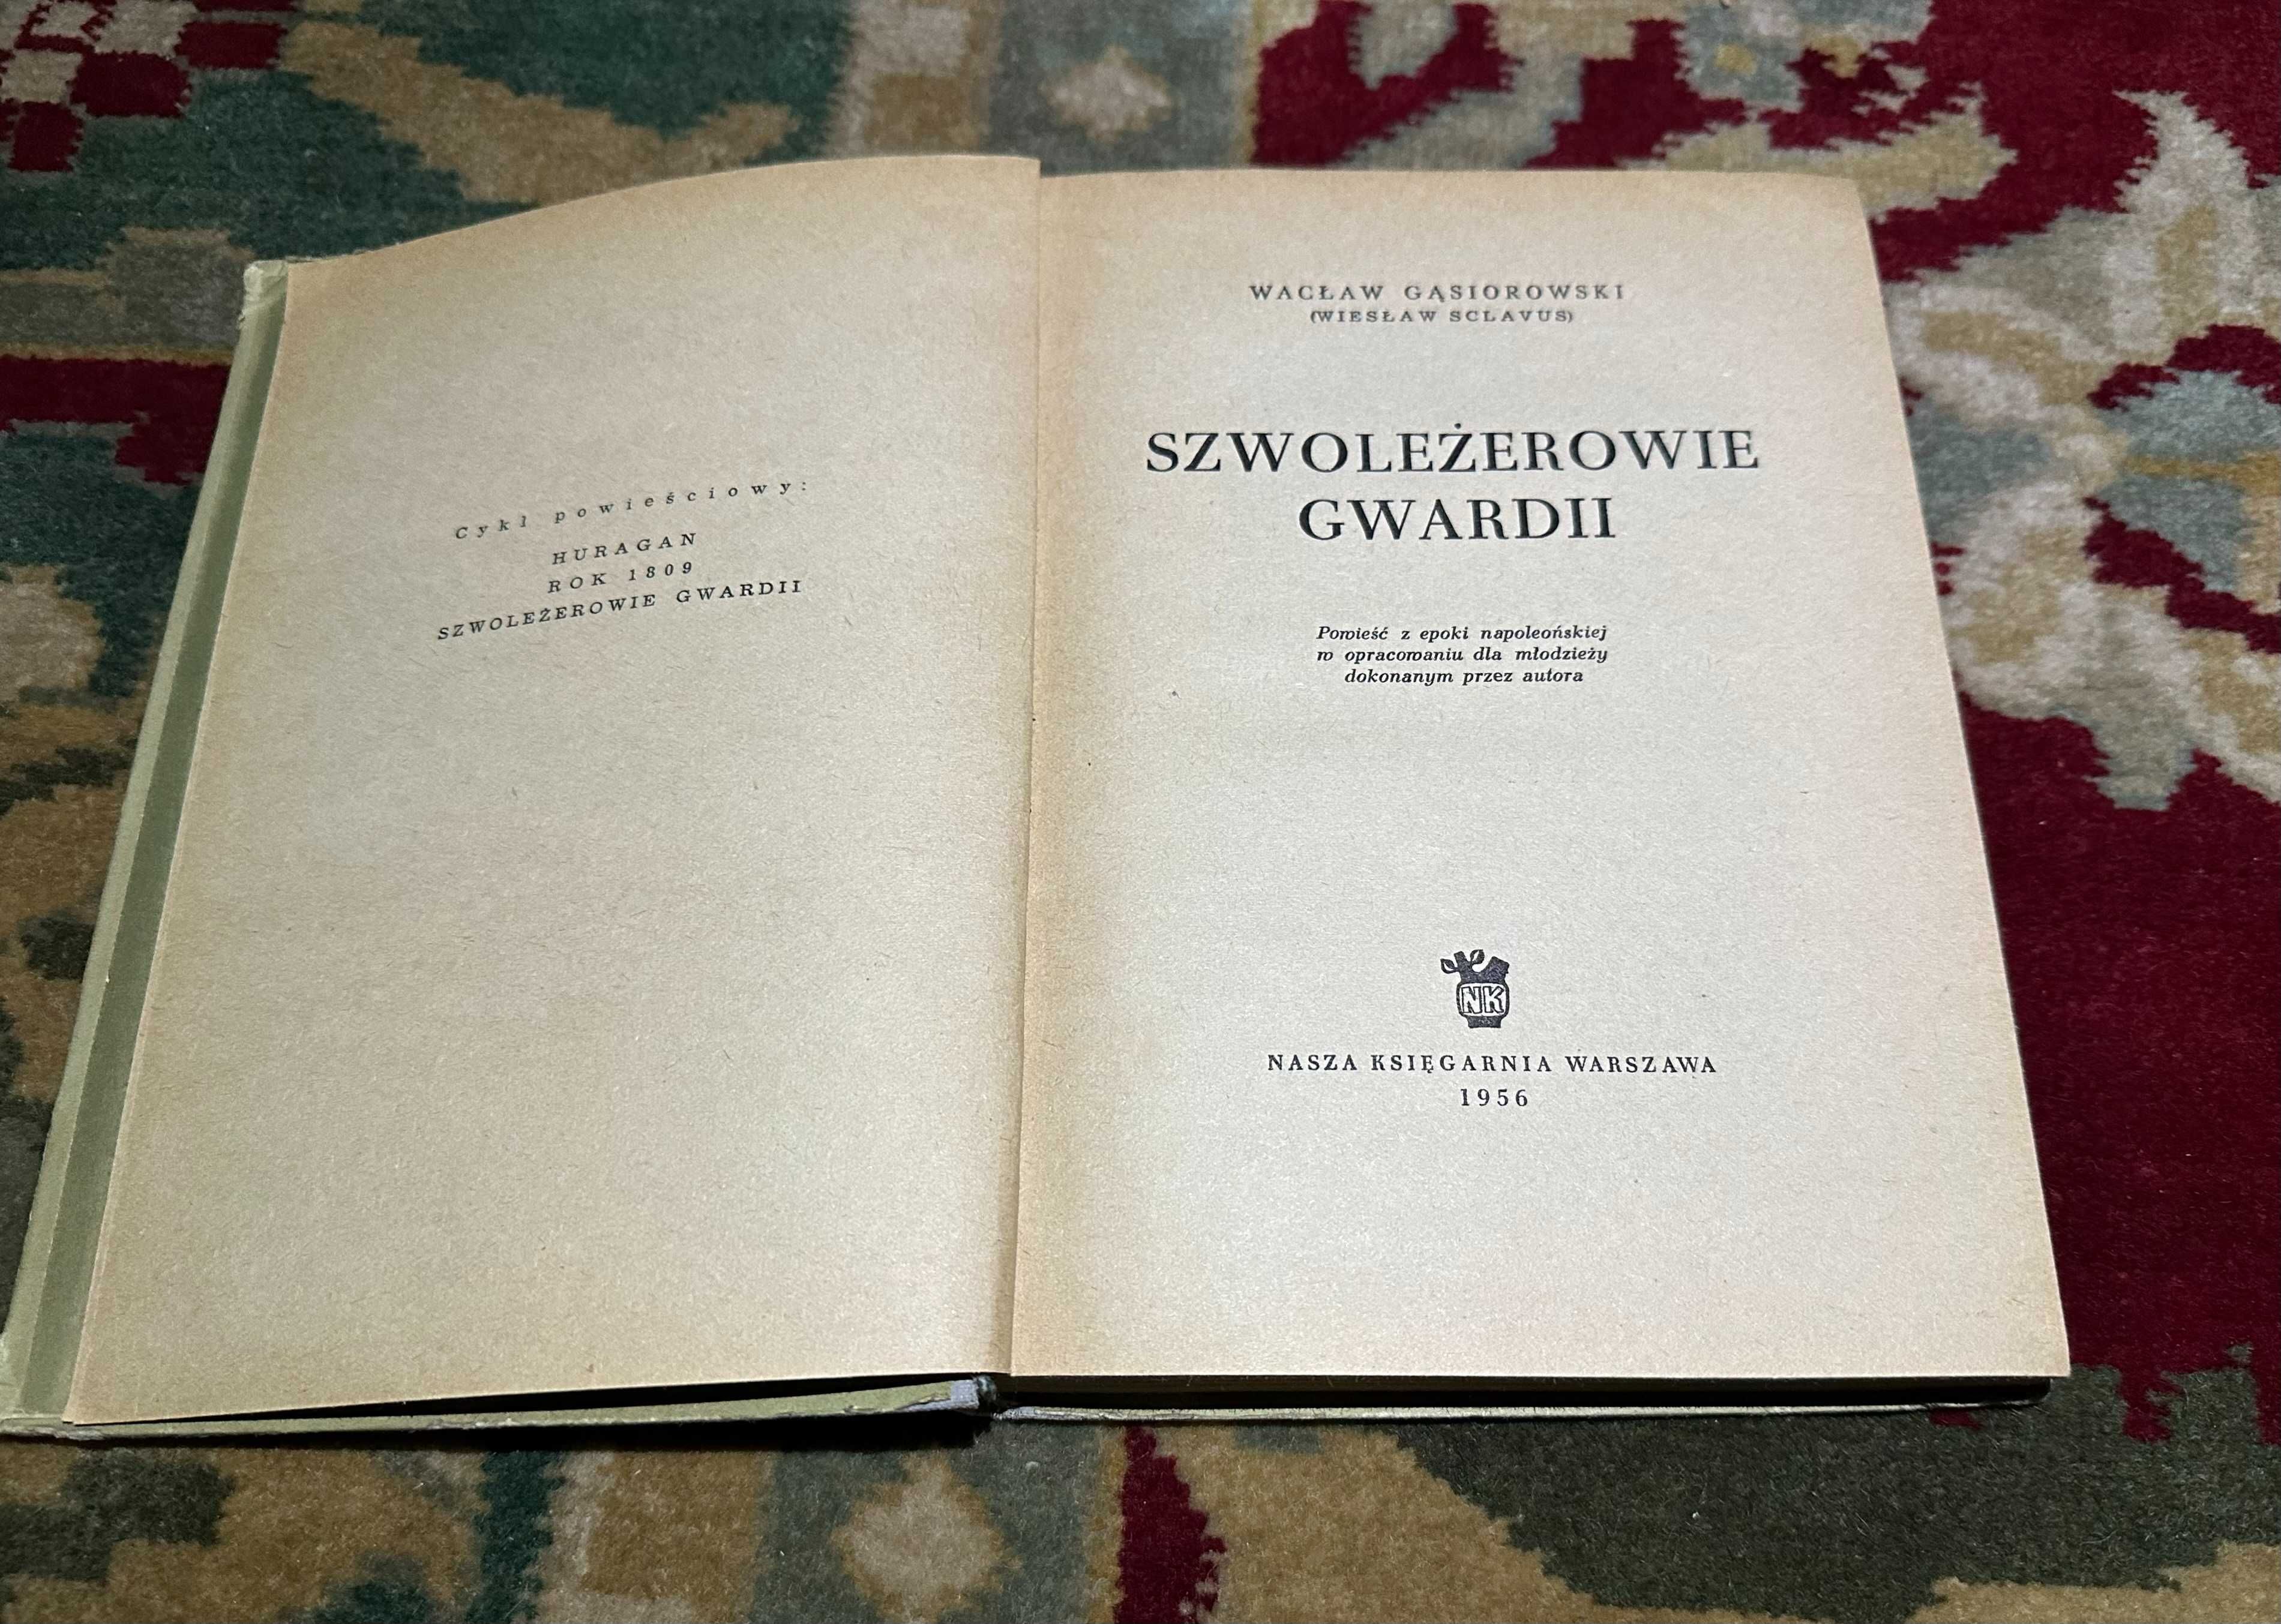 Cykl powieściowy:
HURAGAN
ROK 1809
SZWOLEŻEROWIE GWARDII
WACŁAW GĄSIOROWSKI
(WIESŁAW SCLAVUS)
SZWOLEŻEROWIE
GWARDII
Powieść z epoki napoleońskiej
w opracowaniu dla młodzieży
dokonanym przez autora
NK
NASZA KSIĘGARNIA WARSZAWA
1956